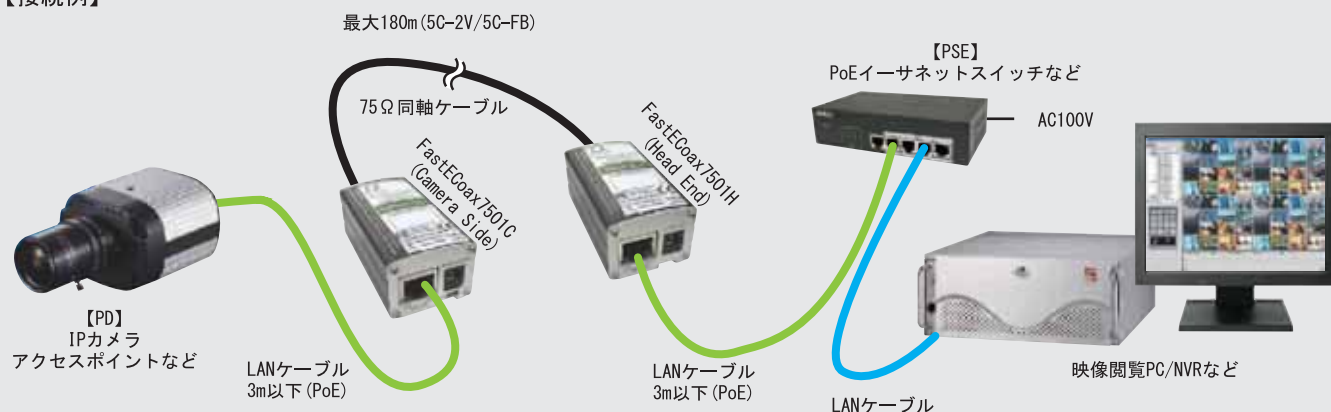 【接続例】
最大180m(5C-2V/5C-FB)
75Ω同軸ケーブル
FastECoax7501C
(Camera Side)
FastECoax7501H
(Head End)
【PSE】
PoEイーサネットスイッチなど
AC100V
【PD】
IPカメラ
アクセスポイントなど
LANケーブル
3m以下(PoE)
LANケーブル
3m以下(PoE)
LANケーブル
映像閲覧PC/NVRなど